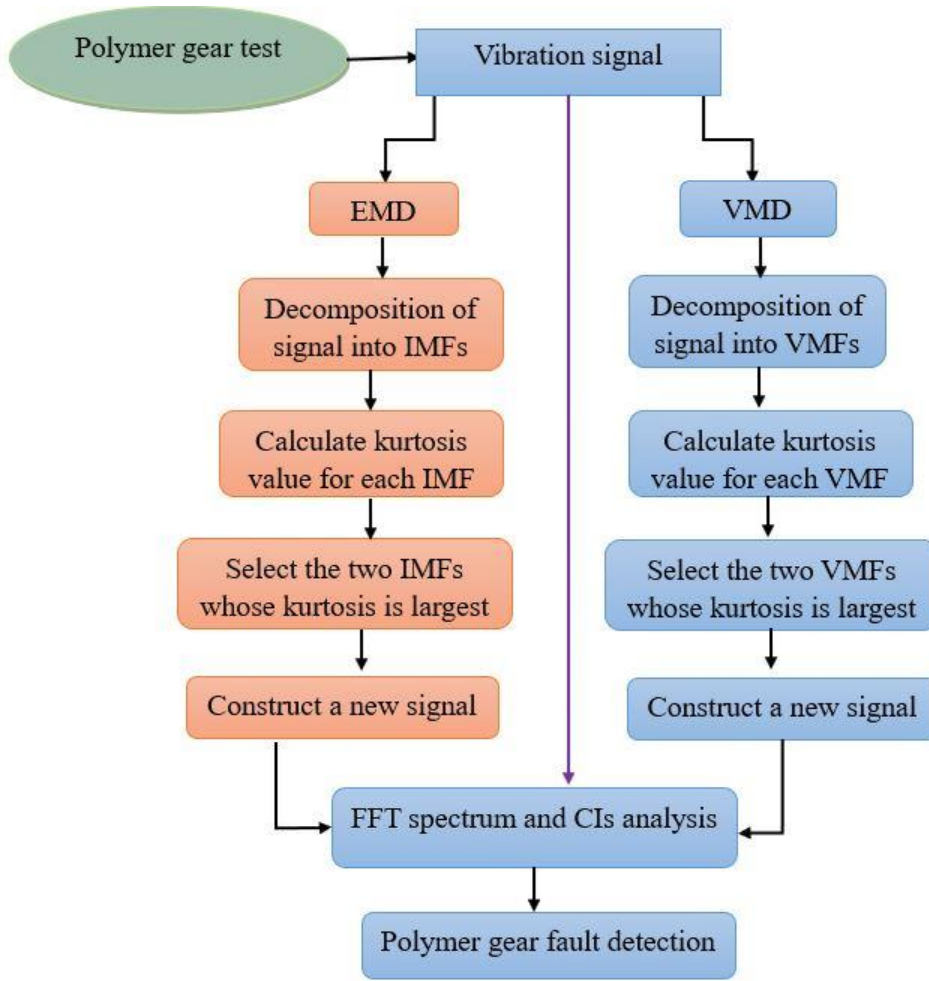 Polymer gear test
Vibration signal
EMD
Decomposition of
signal into IMFs
Calculate kurtosis
value for each IMF
Select the two IMFs
whose kurtosis is largest
Construct a new signal
VMD
Decomposition of
signal into VMFs
Calculate kurtosis
value for each VMF
Select the two VMFs
whose kurtosis is largest
Construct a new signal
FFT spectrum and CIs analysis
Polymer gear fault detection